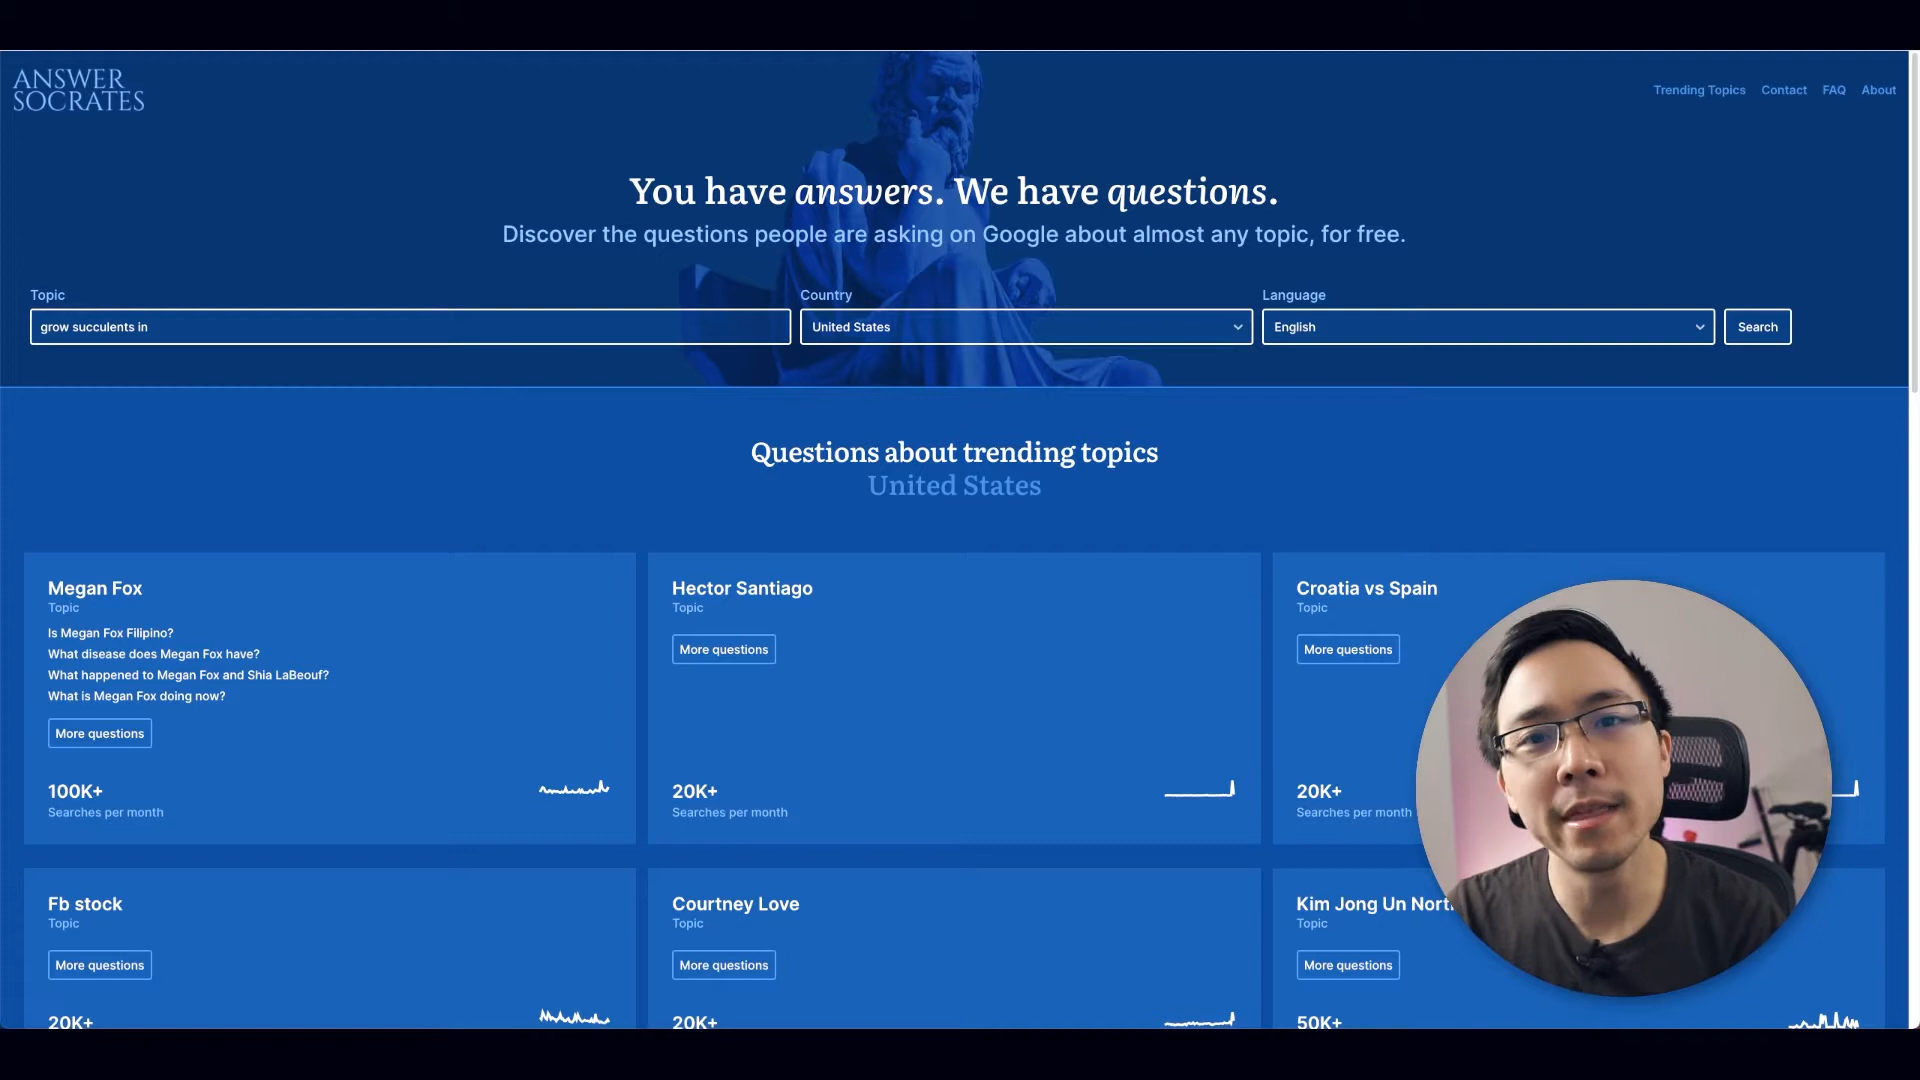 ANSWER
SOCRATES
Trending Topics Contact FAQ About
You have answers. We have questions.
Discover the questions people are asking on Google about almost any topic, for free.
Topic
Country
Language
grow succulents in
United States
English
Search
Questions about trending topics
United States
Megan Fox
Topic
Is Megan Fox Filipino?
What disease does Megan Fox have?
What happened to Megan Fox and Shia LaBeouf?
What is Megan Fox doing now?
More questions
100K+
Searches per month
Hector Santiago
Topic
More questions
20K+
Searches per month
Croatia vs Spain
Topic
More questions
20K+
Searches per month
Fb stock
Topic
More questions
20K+
Courtney Love
Topic
More questions
20K+
Kim Jong Un
Topic
More questions
50K+